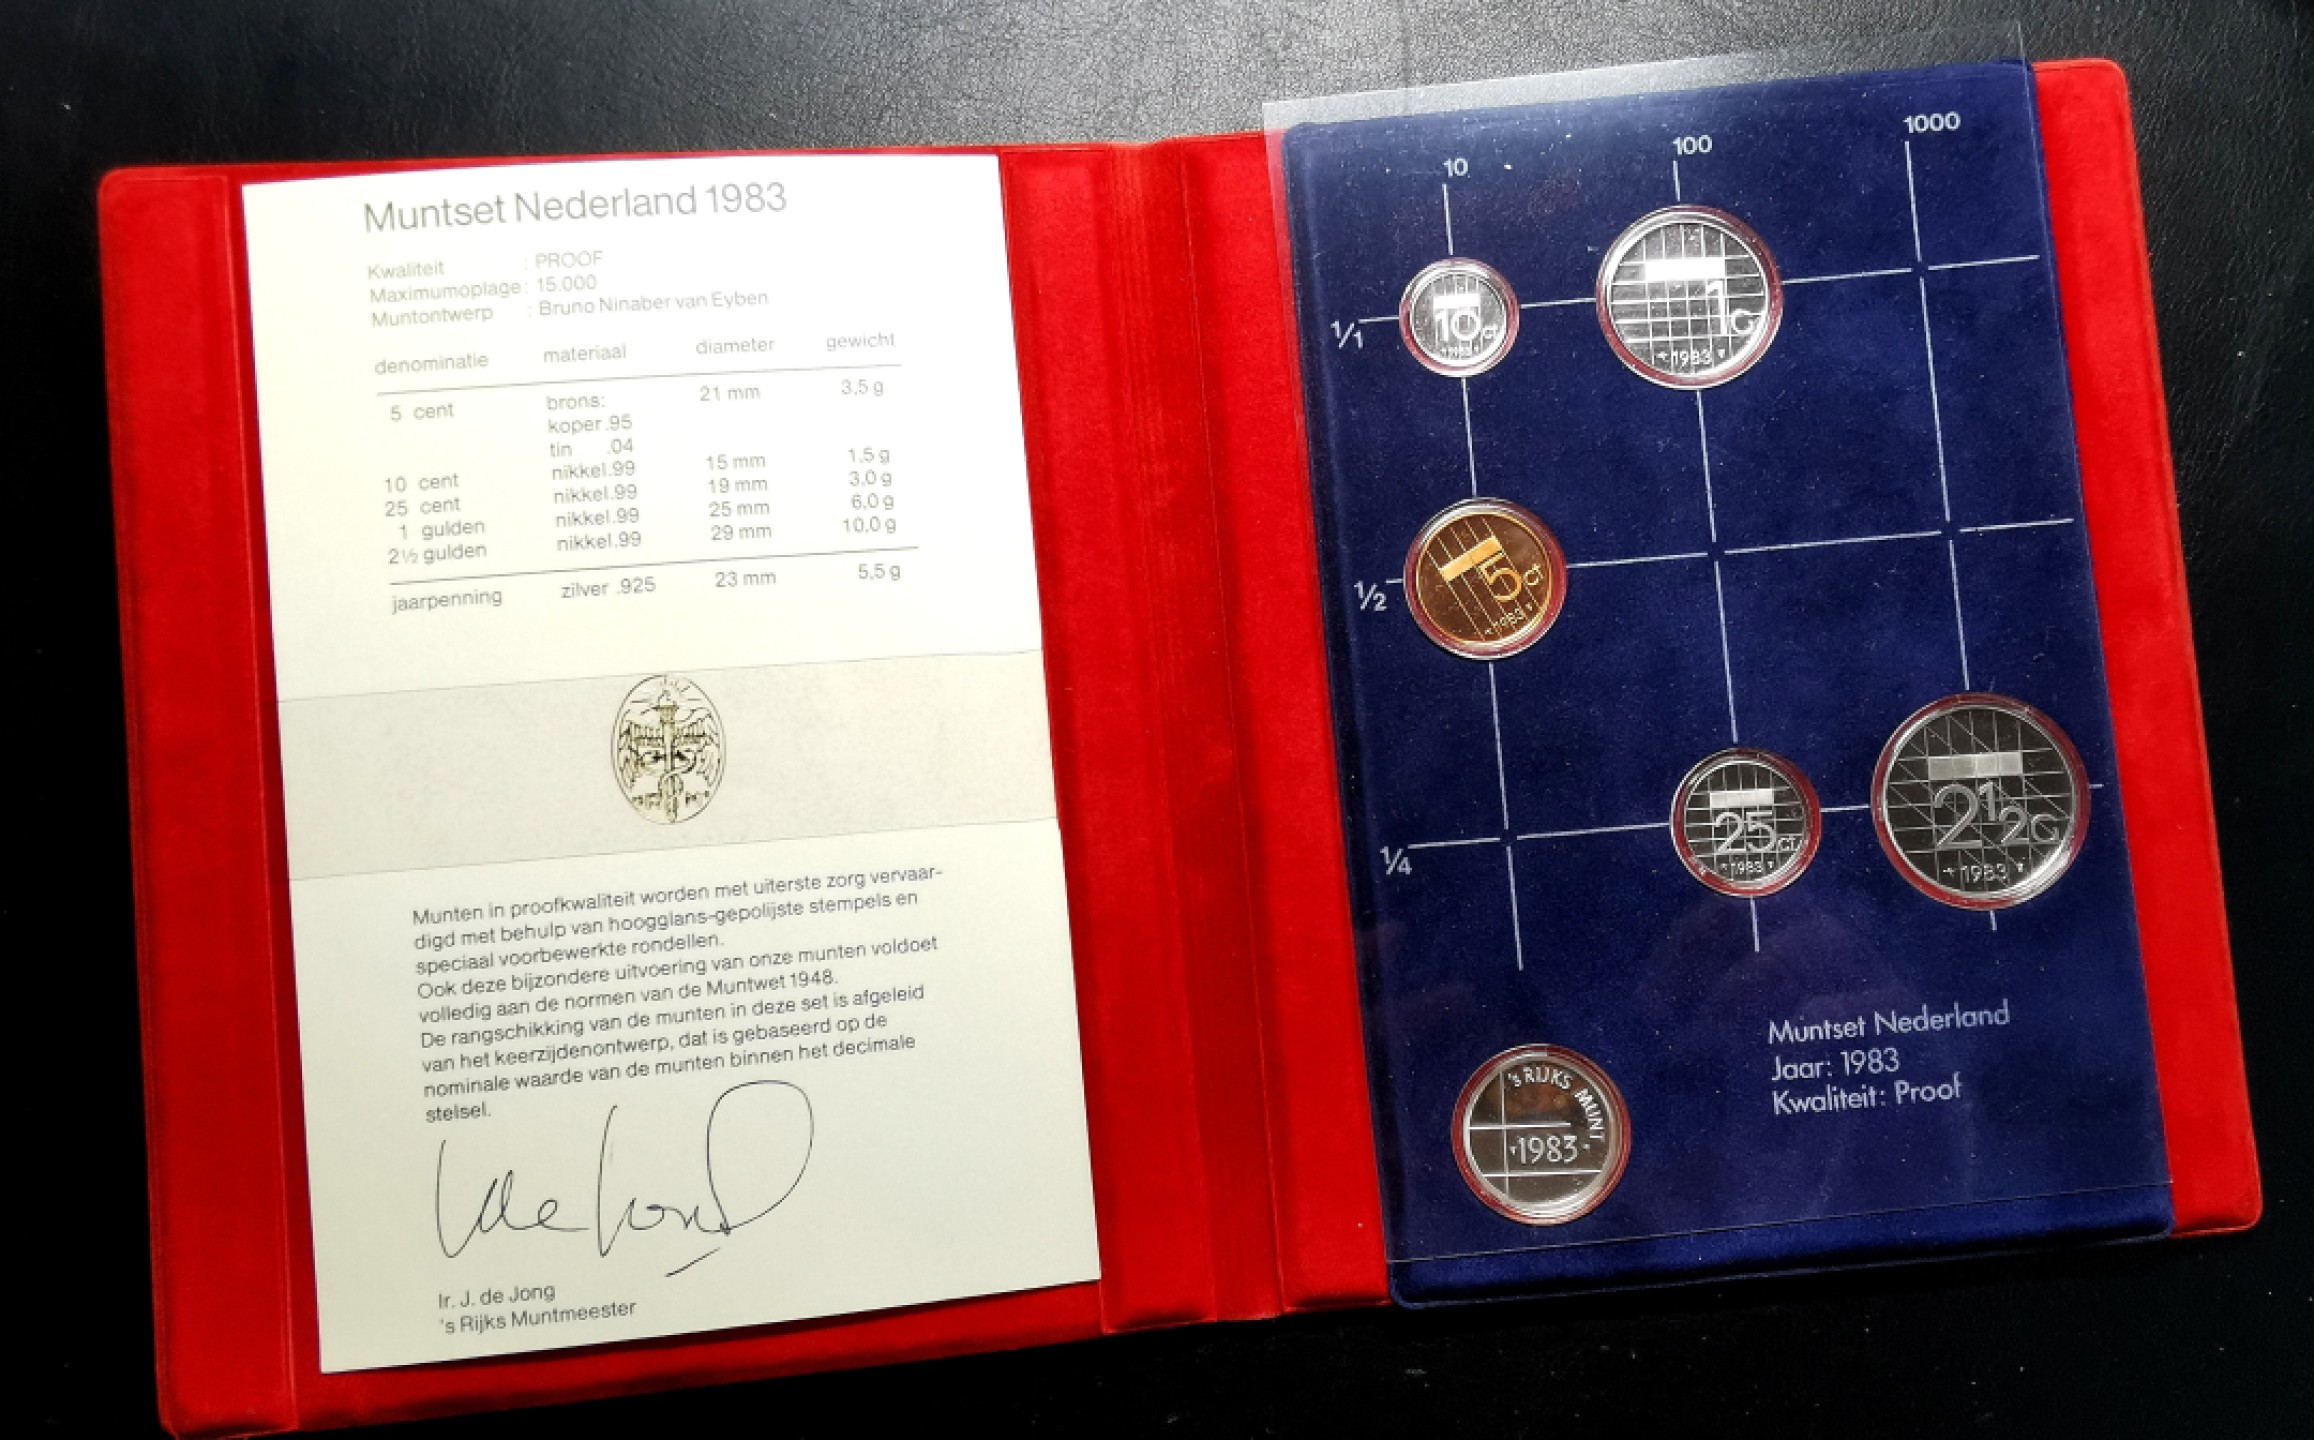 Muntset Nederland 1983
Kwaliteit : PROOF
Maximumoplage : 15.000
Muntontwerp : Bruno Ninaber van Eyben
denominatie materiaal diameter gewicht
5 cent brons: 21 mm 3,5 g
koper .95
tin .04
10 cent nikkel .99 15 mm 1,5 g
25 cent nikkel .99 19 mm 3,0 g
1 gulden nikkel .99 25 mm 6,0 g
2½ gulden nikkel .99 29 mm 10,0 g
jaarpenning zilver .925 23 mm 5,5 g
Munten in proofkwaliteit worden met uiterste zorg vervaar-
digd met behulp van hoogglans-gepolijste stempels en
speciaal voorbewerkte rondellen.
Ook deze bijzondere uitvoering van onze munten voldoet
volledig aan de normen van de Muntwet 1948.
De rangschikking van de munten in deze set is afgeleid
van het keerzijdenontwerp, dat is gebaseerd op de
nominale waarde van de munten binnen het decimale
stelsel.
de Jong
Ir. J. de Jong
's Rijks Muntmeester
10 100 1000
1/1
10 ct
1983
1 G
1983
1/2
5 ct
1983
1/4
25 ct
1983
2 1/2 G
1983
's RIJKS MUNT
1983
Muntset Nederland
Jaar: 1983
Kwaliteit: Proof